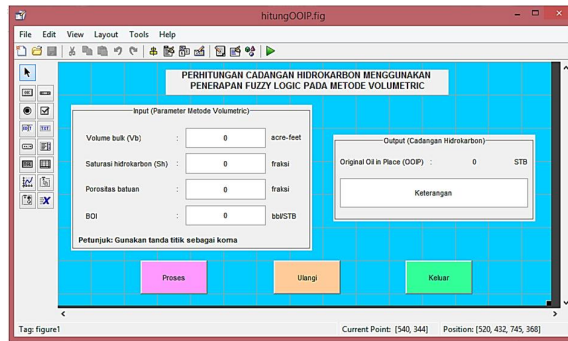 hitungOOIP.fig
File Edit View Layout Tools Help
PERHITUNGAN CADANGAN HIDROKARBON MENGGUNAKAN
PENERAPAN FUZZY LOGIC PADA METODE VOLUMETRIC
Input (Parameter Metode Volumetric)
Volume bulk (Vb) : 0 acre-feet
Saturasi hidrokarbon (Sh) : 0 fraksi
Porositas batuan : 0 fraksi
BOI : 0 bbl/STB
Petunjuk: Gunakan tanda titik sebagai koma
Output (Cadangan Hidrokarbon)
Original Oil in Place (OOIP) : 0 STB
Keterangan
Proses
Ulangi
Keluar
Tag: figure1
Current Point: [540, 344]
Position: [520, 432, 745, 368]